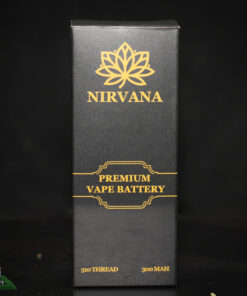 NIRVANA
PREMIUM
VAPE BATTERY
510 THREAD 300 MAH